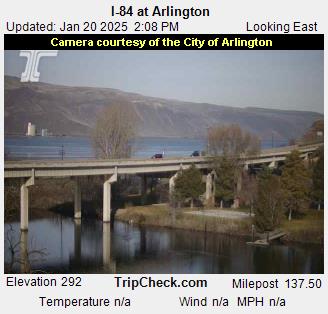 I-84 at Arlington
Updated: Jan 20 2025 2:08 PM Looking East
Camera courtesy of the City of Arlington
Elevation 292 TripCheck.com Milepost 137.50
Temperature n/a Wind n/a MPH n/a